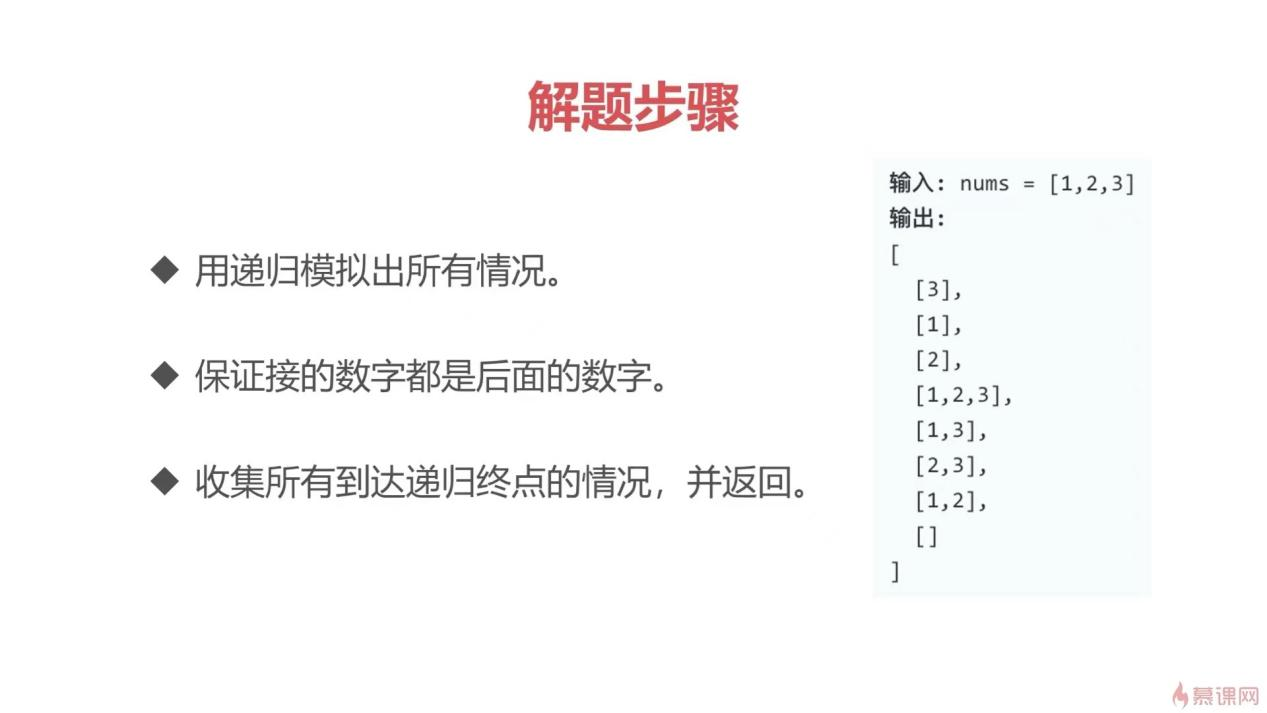 解题步骤
◆ 用递归模拟出所有情况。
◆ 保证接的数字都是后面的数字。
◆ 收集所有到达递归终点的情况，并返回。
输入: nums = [1,2,3]
输出:
[
  [3],
  [1],
  [2],
  [1,2,3],
  [1,3],
  [2,3],
  [1,2],
  []
]
慕课网